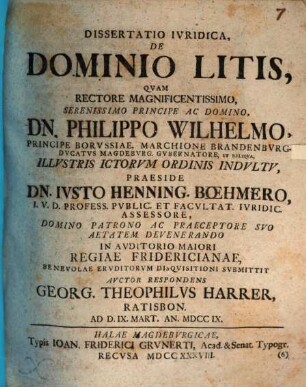 7
DISSERTATIO IVRIDICA,
DE
DOMINIO LITIS,
QVAM
RECTORE MAGNIFICENTISSIMO,
SERENISSIMO PRINCIPE AC DOMINO,
DN. PHILIPPO WILHELMO,
PRINCIPE BORVSSIAE, MARCHIONE BRANDENBVRG.
DVCATVS MAGDEBVRG. GVBERNATORE, ET RELIQVA,
ILLVSTRIS ICTORVM ORDINIS INDVLTV,
PRAESIDE
DN. IVSTO HENNING. BŒHMERO,
I. V. D. PROFESS. PVBLIC. ET FACVLTAT. IVRIDIC.
ASSESSORE,
DOMINO PATRONO AC PRAECEPTORE SVO
AETATEM DEVENERANDO
IN AVDITORIO MAIORI
REGIAE FRIDERICIANAE,
BENEVOLAE ERVDITORVM DISQVISITIONI SVBMITTIT
AVCTOR RESPONDENS
GEORG. THEOPHILVS HARRER,
RATISBON.
AD D. IX. MART. AN. MDCC IX.
HALAE MAGDEBVRGICAE,
Typis IOAN. FRIDERICI GRVNERTI, Acad. & Senat. Typogr.
RECVSA MDCCXXXVIII. (6)